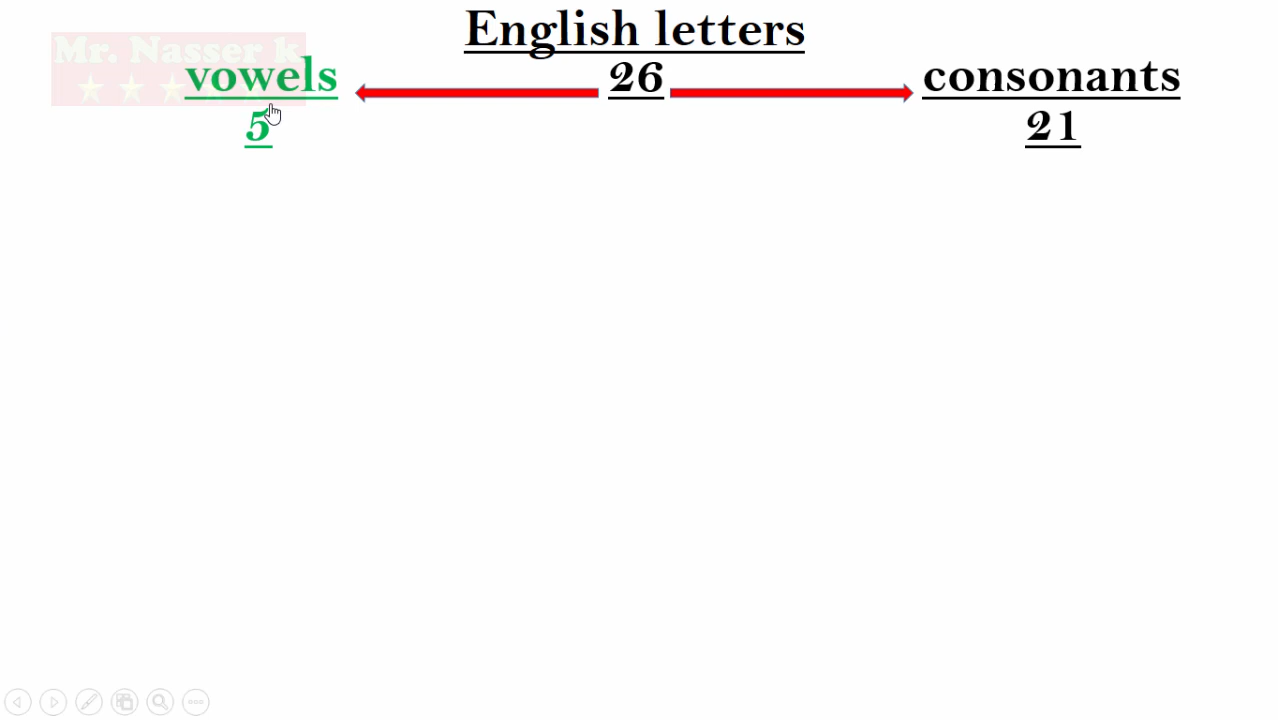 English letters
Mr. Nasser k
vowels
26
consonants
5
21